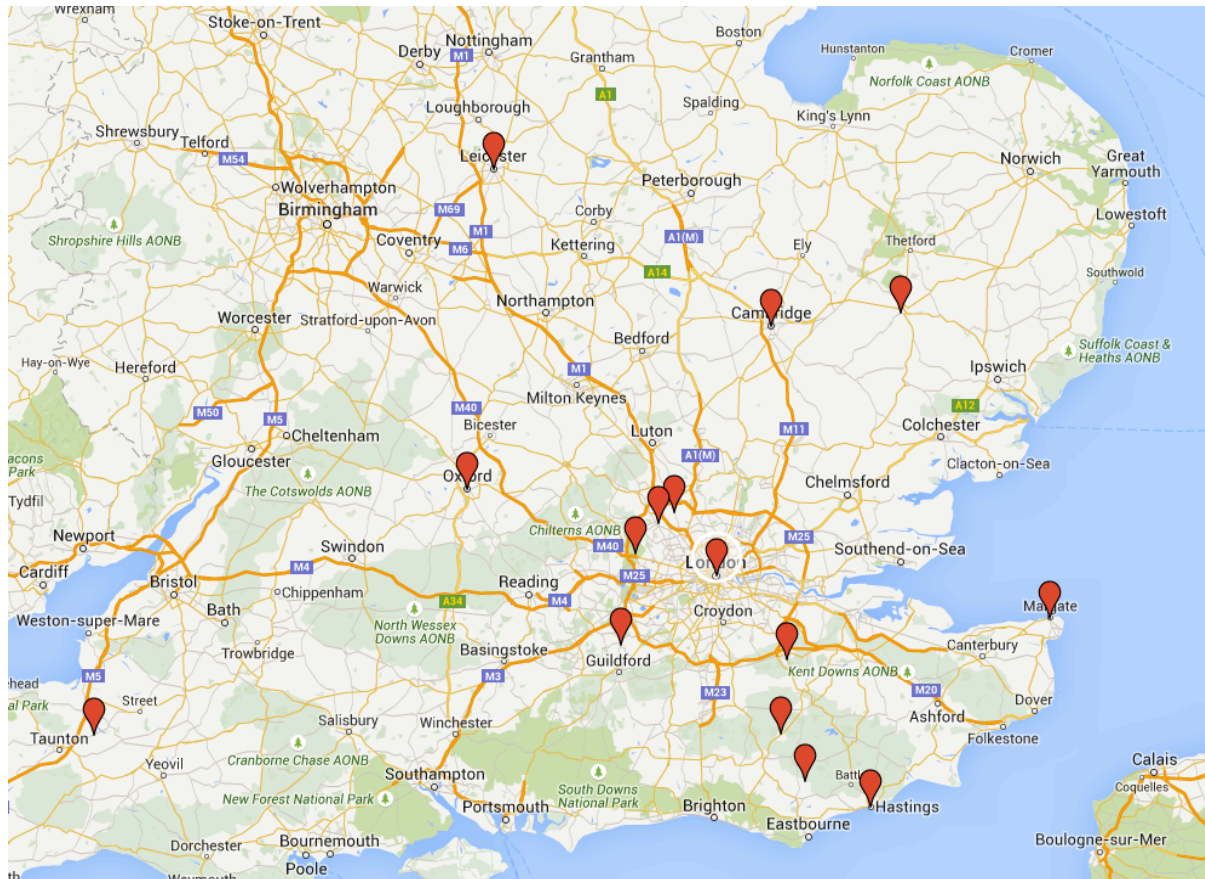 Wrexham
Stoke-on-Trent
Derby
Nottingham
M1
Grantham
Boston
Hunstanton
Cromer
Norfolk Coast AONB
A1
Loughborough
Spalding
King's Lynn
Shrewsbury
Telford
M54
Leicester
Norwich
Great
Yarmouth
Wolverhampton
Birmingham
Peterborough
M69
Corby
Lowestoft
Shropshire Hills AONB
M1
M6
Coventry
Kettering
A1(M)
Ely
Thetford
A14
Southwold
Warwick
Northampton
Cambridge
Worcester
Stratford-upon-Avon
Bedford
Suffolk Coast &
Heaths AONB
Hay-on-Wye
Hereford
M1
Ipswich
Milton Keynes
M50
M5
M40
A12
Bicester
Cheltenham
Luton
M11
Colchester
Gloucester
A1(M)
Clacton-on-Sea
acons
Park
Tydfil
The Cotswolds AONB
Oxford
Chelmsford
Chilterns AONB
Newport
Swindon
M40
M25
Southend-on-Sea
London
Cardiff
M4
Bristol
Chippenham
Reading
M25
M4
A34
Bath
Croydon
Margate
Weston-super-Mare
North Wessex
Downs AONB
Trowbridge
Basingstoke
Guildford
Canterbury
Kent Downs AONB
M5
M3
M23
M20
Dover
ehead
al Park
Street
Salisbury
Winchester
Ashford
Folkestone
Taunton
Yeovil
Cranborne Chase AONB
Calais
Coquelles
Southampton
South Downs
National Park
Battl
New Forest National Park
Portsmouth
Brighton
Hastings
Eastbourne
Dorchester
Bournemouth
Poole
Boulogne-sur-Mer